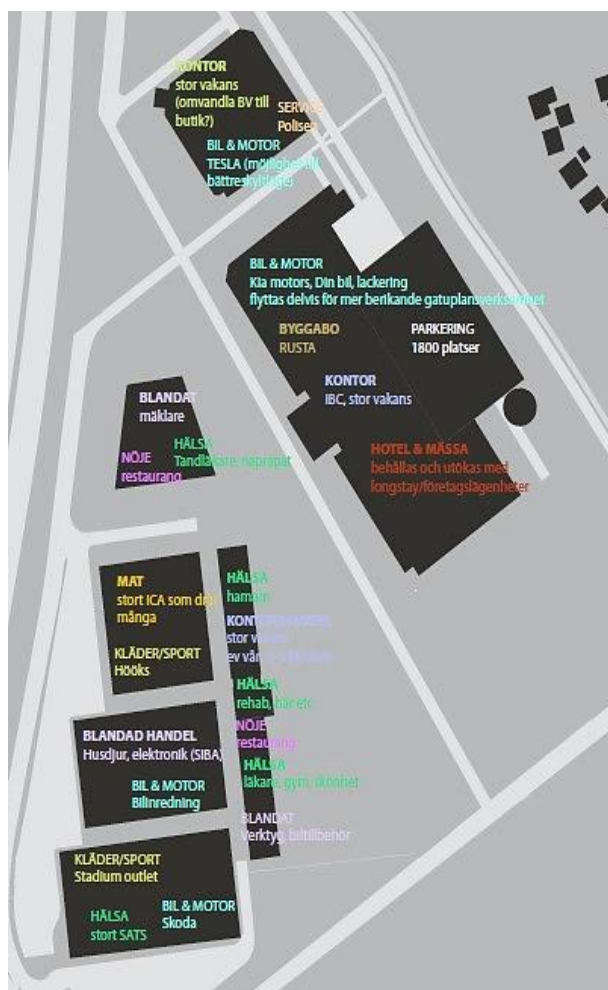 KONTOR
stor vakans
(omvandla BV till
butik?)
SERVICE
Polisen
BIL & MOTOR
TESLA (möjlighet till
bättre skyltläge)
BIL & MOTOR
Kia motors, Din bil, lackering
flyttas delvis för mer berikande gatuplansverksamhet
BYGGABO
RUSTA
PARKERING
1800 platser
KONTOR
IBC, stor vakans
HOTEL & MÄSSA
behållas och utökas med
longstay/företagslägenheter
BLANDAT
mäklare
HÄLSA
Tandläkare, naprapat
NÖJE
restaurang
MAT
stort ICA som drar
många
KLÄDER/SPORT
Hööks
HÄLSA
hamam
stor
ev
HÄLSA
rehab, hår etc
NÖJE
restaurang
HÄLSA
läkare, gym, skönhet
BLANDAT
Verktyg, biltillbehör
BLANDAD HANDEL
Husdjur, elektronik (SIBA)
BIL & MOTOR
Bilinredning
KLÄDER/SPORT
Stadium outlet
HÄLSA
stort SATS
BIL & MOTOR
Skoda